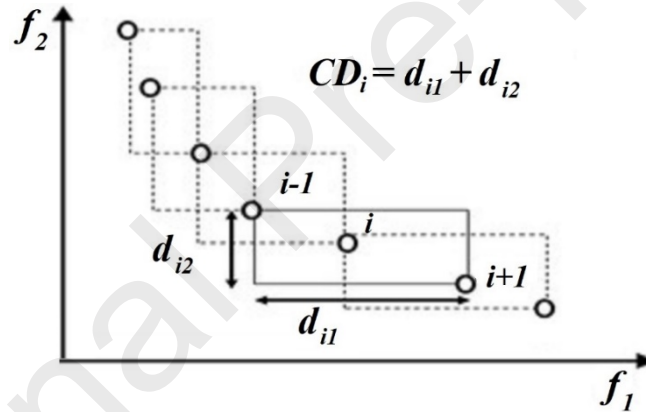 f₂
CDᵢ = dᵢ₁ + dᵢ₂
i-1
i
dᵢ₂
i+1
dᵢ₁
f₁